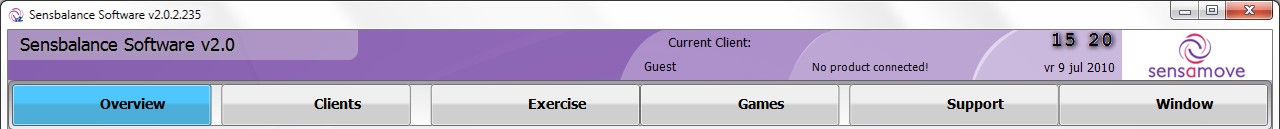 Sensbalance Software v2.0.2.235
Sensbalance Software v2.0
Current Client:
15 20
Guest
No product connected!
vr 9 jul 2010
sensamove
Overview Clients Exercise Games Support Window